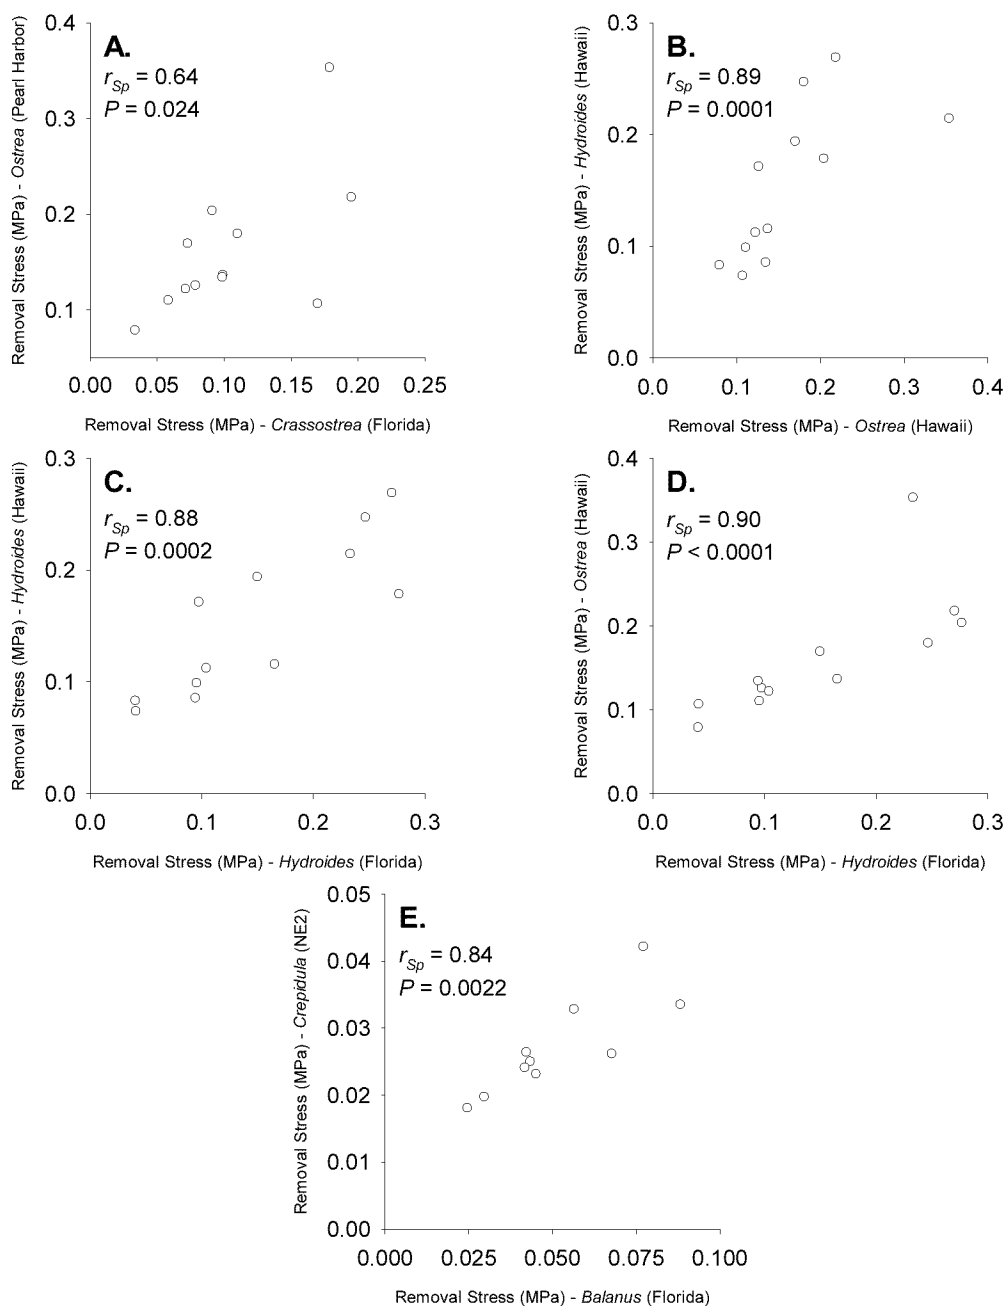 A.
r_Sp = 0.64
P = 0.024
Removal Stress (MPa) - Ostrea (Pearl Harbor)
0.4
0.3
0.2
0.1
0.00 0.05 0.10 0.15 0.20 0.25
Removal Stress (MPa) - Crassostrea (Florida)
B.
r_Sp = 0.89
P = 0.0001
Removal Stress (MPa) - Hydroides (Hawaii)
0.3
0.2
0.1
0.0
0.0 0.1 0.2 0.3 0.4
Removal Stress (MPa) - Ostrea (Hawaii)
C.
r_Sp = 0.88
P = 0.0002
Removal Stress (MPa) - Hydroides (Hawaii)
0.3
0.2
0.1
0.0
0.0 0.1 0.2 0.3
Removal Stress (MPa) - Hydroides (Florida)
D.
r_Sp = 0.90
P < 0.0001
Removal Stress (MPa) - Ostrea (Hawaii)
0.4
0.3
0.2
0.1
0.0
0.0 0.1 0.2 0.3
Removal Stress (MPa) - Hydroides (Florida)
E.
r_Sp = 0.84
P = 0.0022
Removal Stress (MPa) - Crepidula (NE2)
0.05
0.04
0.03
0.02
0.01
0.00
0.000 0.025 0.050 0.075 0.100
Removal Stress (MPa) - Balanus (Florida)